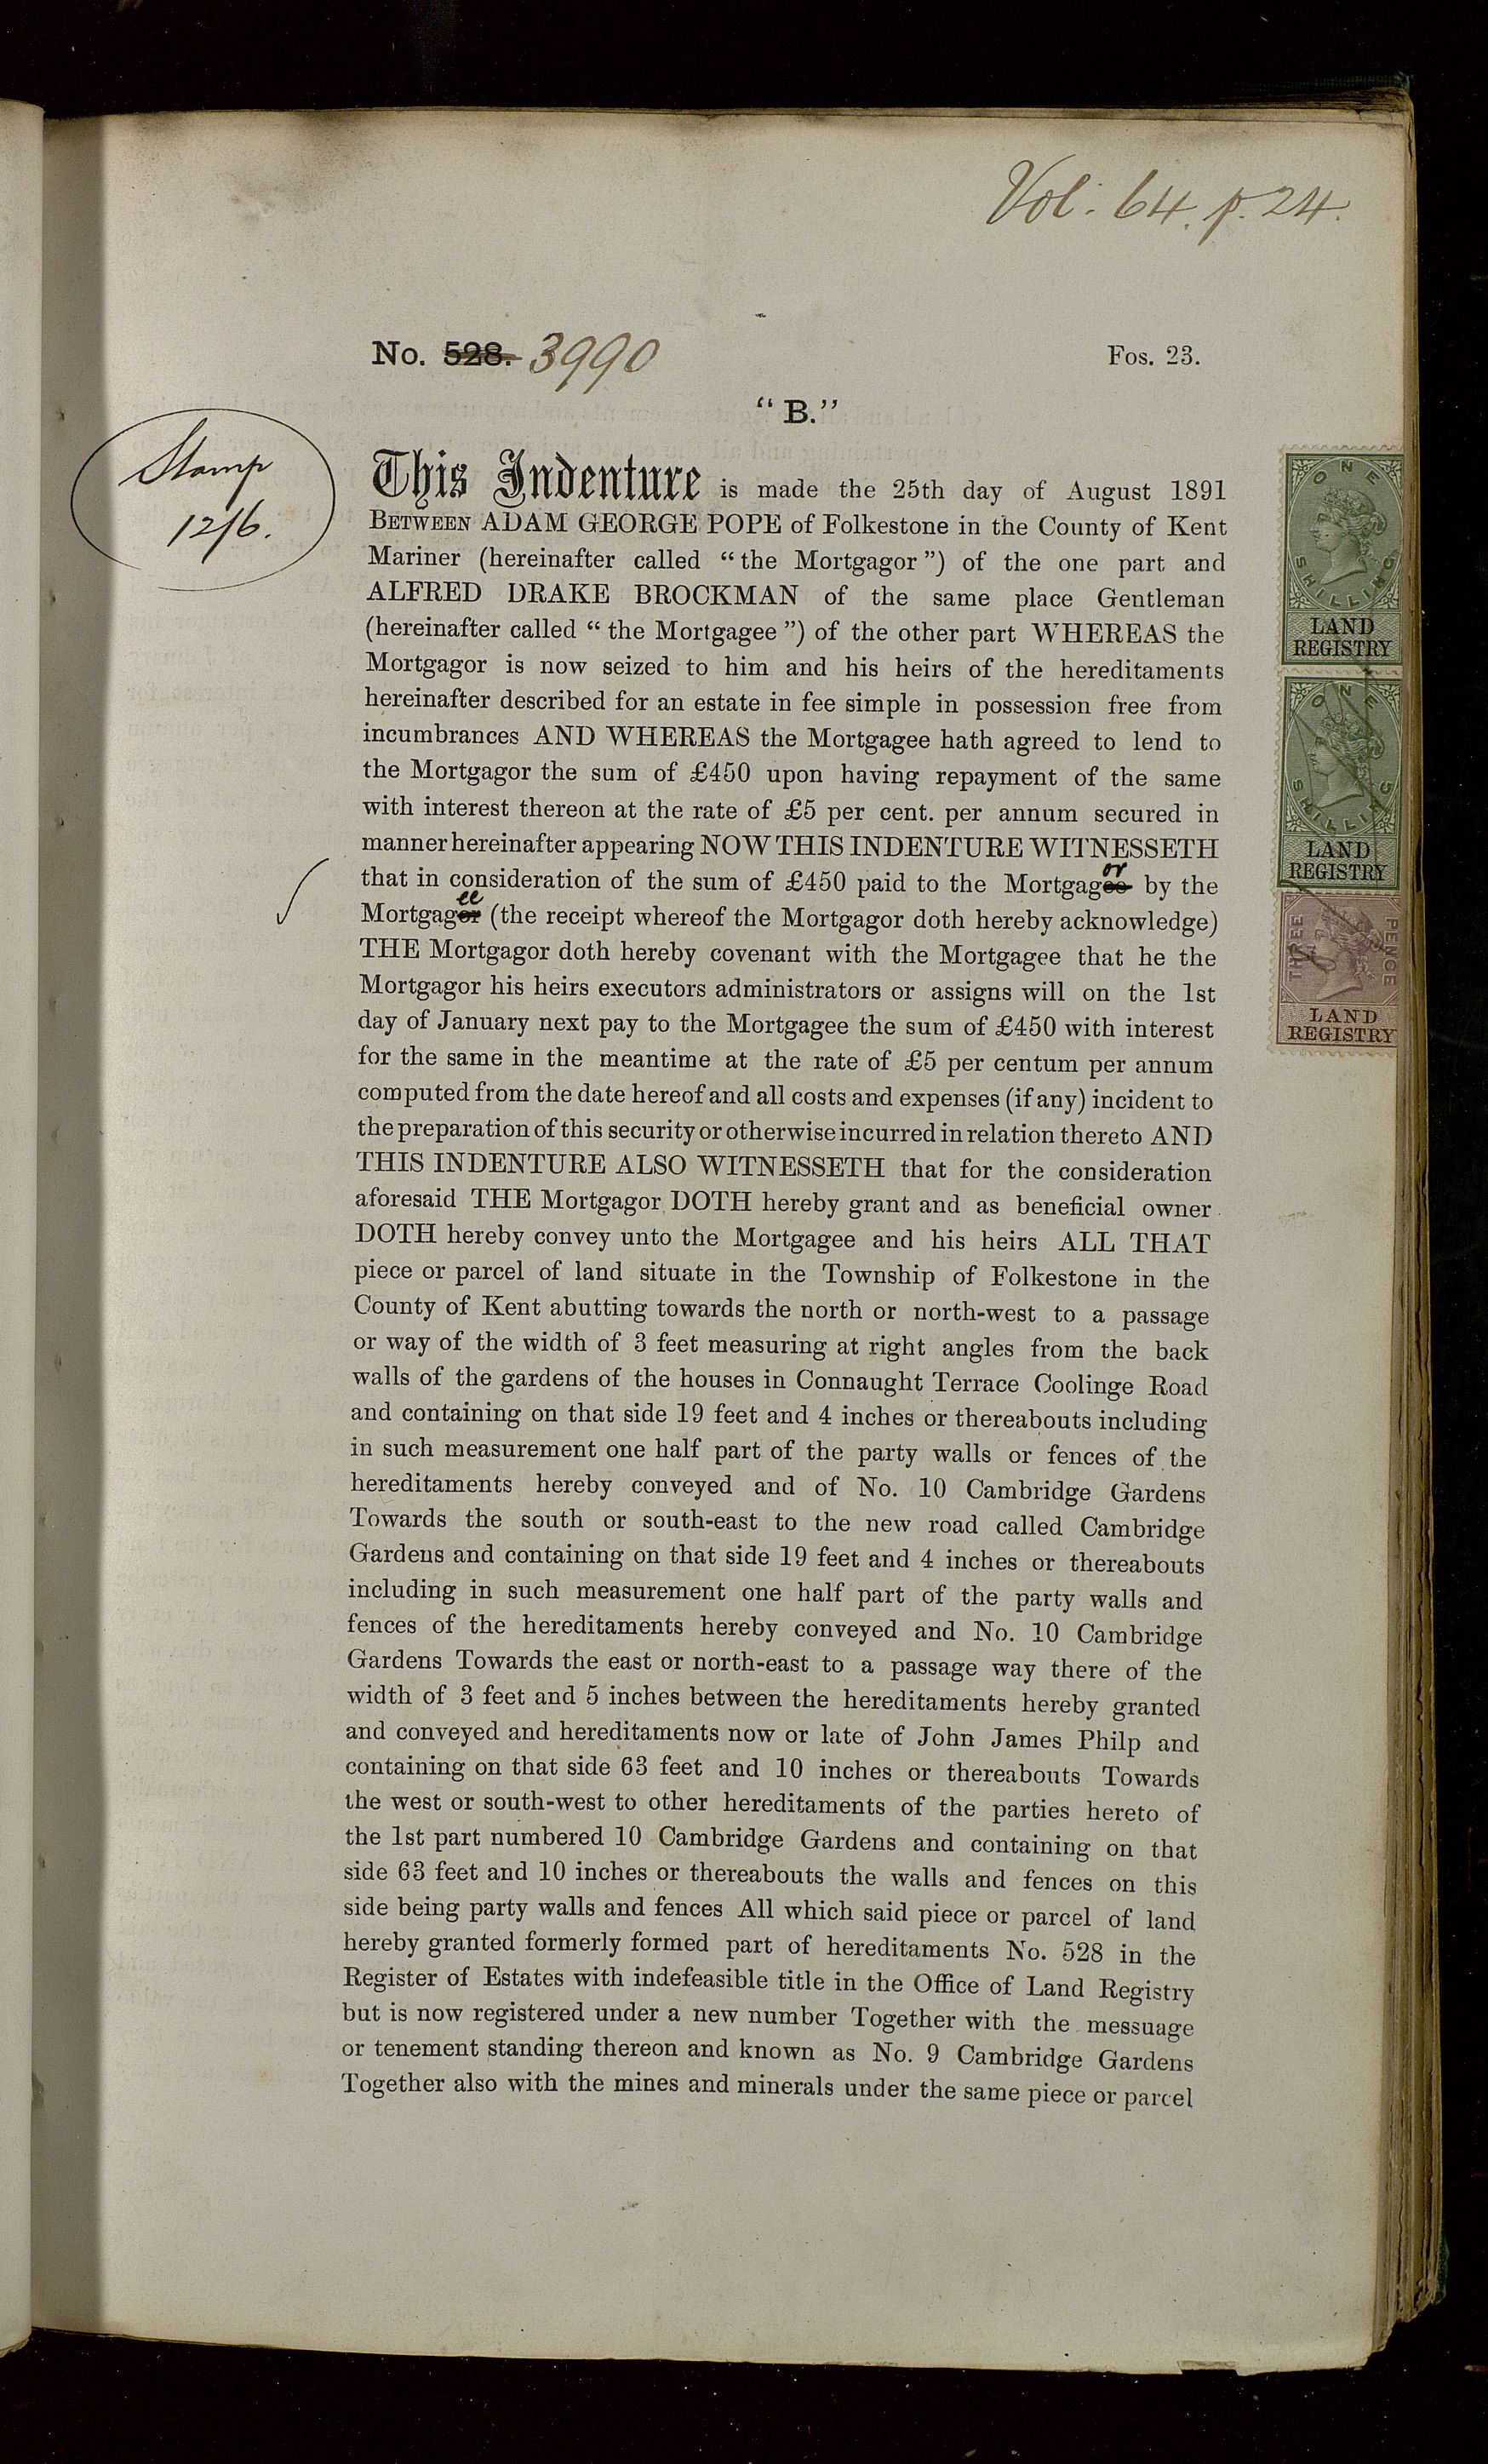 Vol: 64. p. 24.
No. 528. 3990
Fos. 23.
"B."
Stamp
12/6.
This Indenture is made the 25th day of August 1891
BETWEEN ADAM GEORGE POPE of Folkestone in the County of Kent
Mariner (hereinafter called "the Mortgagor") of the one part and
ALFRED DRAKE BROCKMAN of the same place Gentleman
(hereinafter called "the Mortgagee") of the other part WHEREAS the
Mortgagor is now seized to him and his heirs of the hereditaments
hereinafter described for an estate in fee simple in possession free from
incumbrances AND WHEREAS the Mortgagee hath agreed to lend to
the Mortgagor the sum of £450 upon having repayment of the same
with interest thereon at the rate of £5 per cent. per annum secured in
manner hereinafter appearing NOW THIS INDENTURE WITNESSETH
that in consideration of the sum of £450 paid to the Mortgagor by the
Mortgagee (the receipt whereof the Mortgagor doth hereby acknowledge)
THE Mortgagor doth hereby covenant with the Mortgagee that he the
Mortgagor his heirs executors administrators or assigns will on the 1st
day of January next pay to the Mortgagee the sum of £450 with interest
for the same in the meantime at the rate of £5 per centum per annum
computed from the date hereof and all costs and expenses (if any) incident to
the preparation of this security or otherwise incurred in relation thereto AND
THIS INDENTURE ALSO WITNESSETH that for the consideration
aforesaid THE Mortgagor DOTH hereby grant and as beneficial owner
DOTH hereby convey unto the Mortgagee and his heirs ALL THAT
piece or parcel of land situate in the Township of Folkestone in the
County of Kent abutting towards the north or north-west to a passage
or way of the width of 3 feet measuring at right angles from the back
walls of the gardens of the houses in Connaught Terrace Coolinge Road
and containing on that side 19 feet and 4 inches or thereabouts including
in such measurement one half part of the party walls or fences of the
hereditaments hereby conveyed and of No. 10 Cambridge Gardens
Towards the south or south-east to the new road called Cambridge
Gardens and containing on that side 19 feet and 4 inches or thereabouts
including in such measurement one half part of the party walls and
fences of the hereditaments hereby conveyed and No. 10 Cambridge
Gardens Towards the east or north-east to a passage way there of the
width of 3 feet and 5 inches between the hereditaments hereby granted
and conveyed and hereditaments now or late of John James Philp and
containing on that side 63 feet and 10 inches or thereabouts Towards
the west or south-west to other hereditaments of the parties hereto of
the 1st part numbered 10 Cambridge Gardens and containing on that
side 63 feet and 10 inches or thereabouts the walls and fences on this
side being party walls and fences All which said piece or parcel of land
hereby granted formerly formed part of hereditaments No. 528 in the
Register of Estates with indefeasible title in the Office of Land Registry
but is now registered under a new number Together with the messuage
or tenement standing thereon and known as No. 9 Cambridge Gardens
Together also with the mines and minerals under the same piece or parcel
ONE
SHILLING
LAND
REGISTRY
ONE
SHILLING
LAND
REGISTRY
THREE
PENCE
LAND
REGISTRY